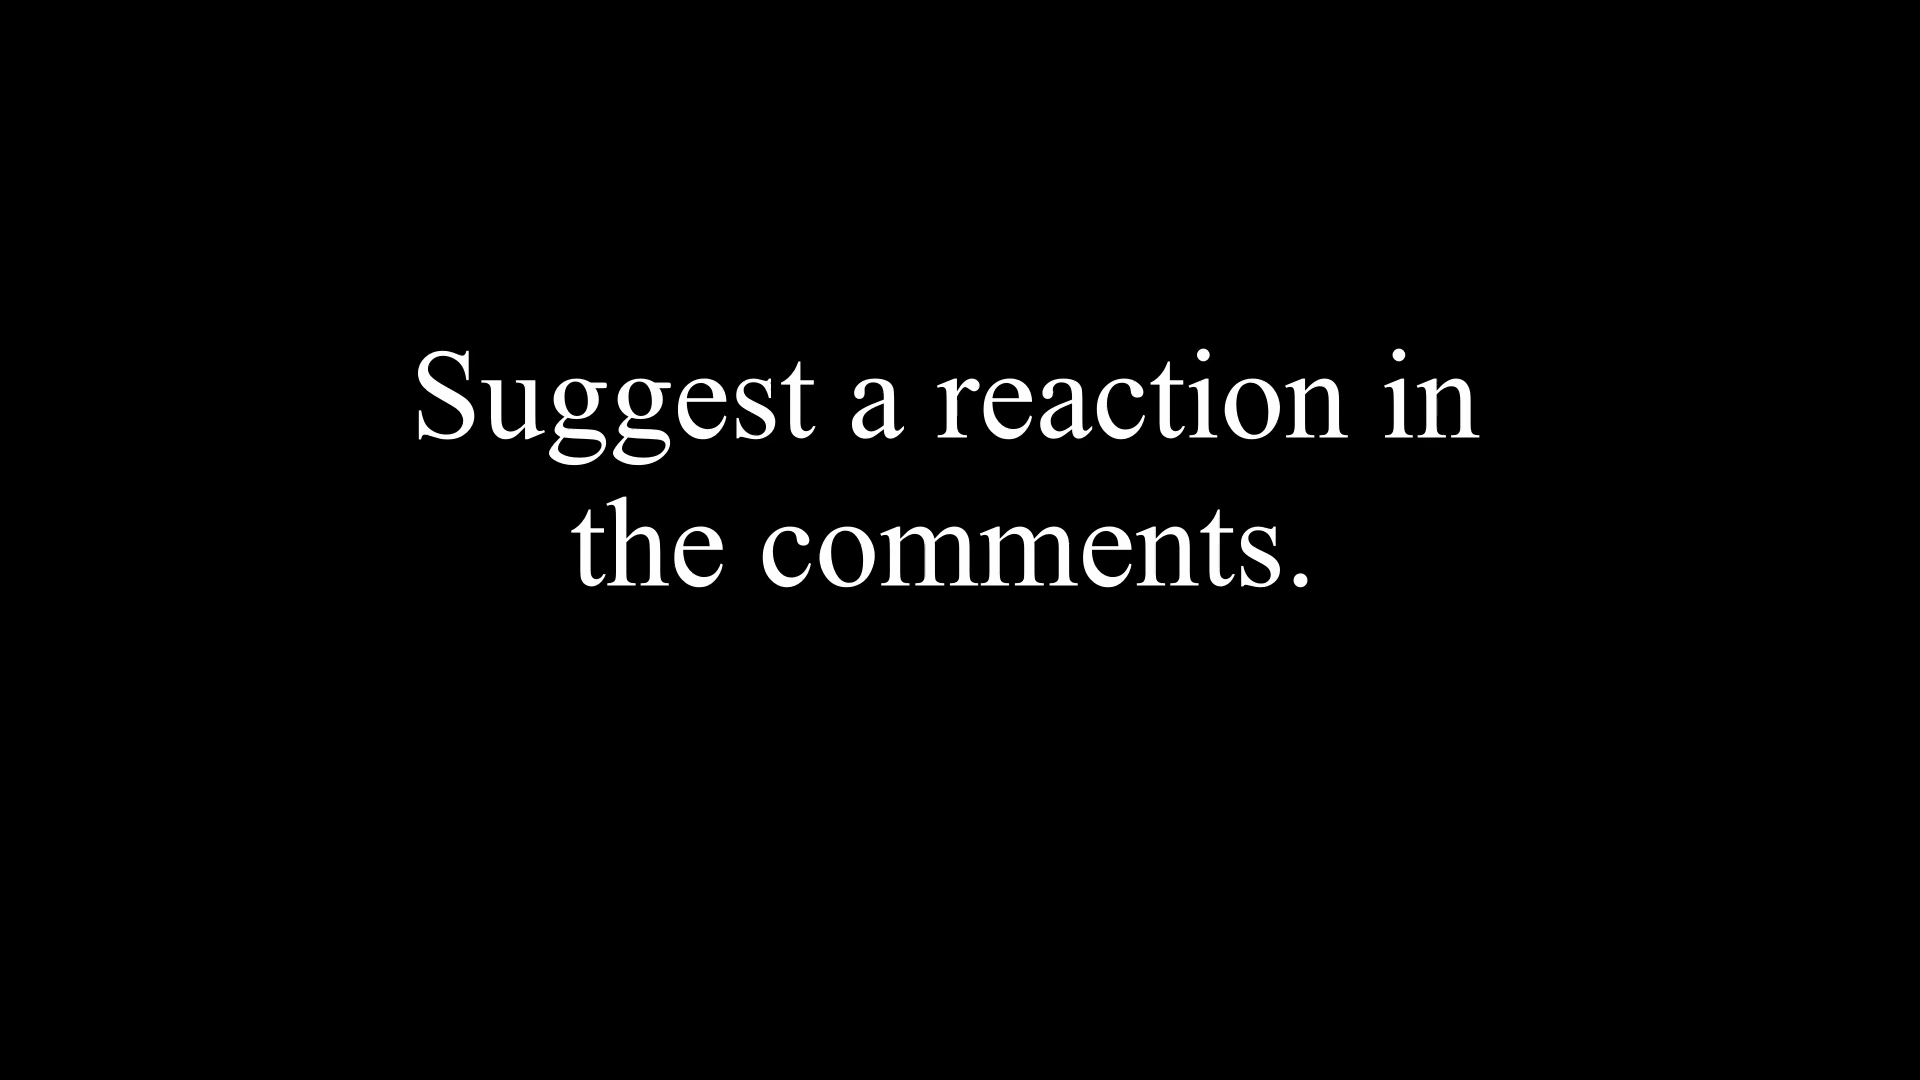 Suggest a reaction in
the comments.